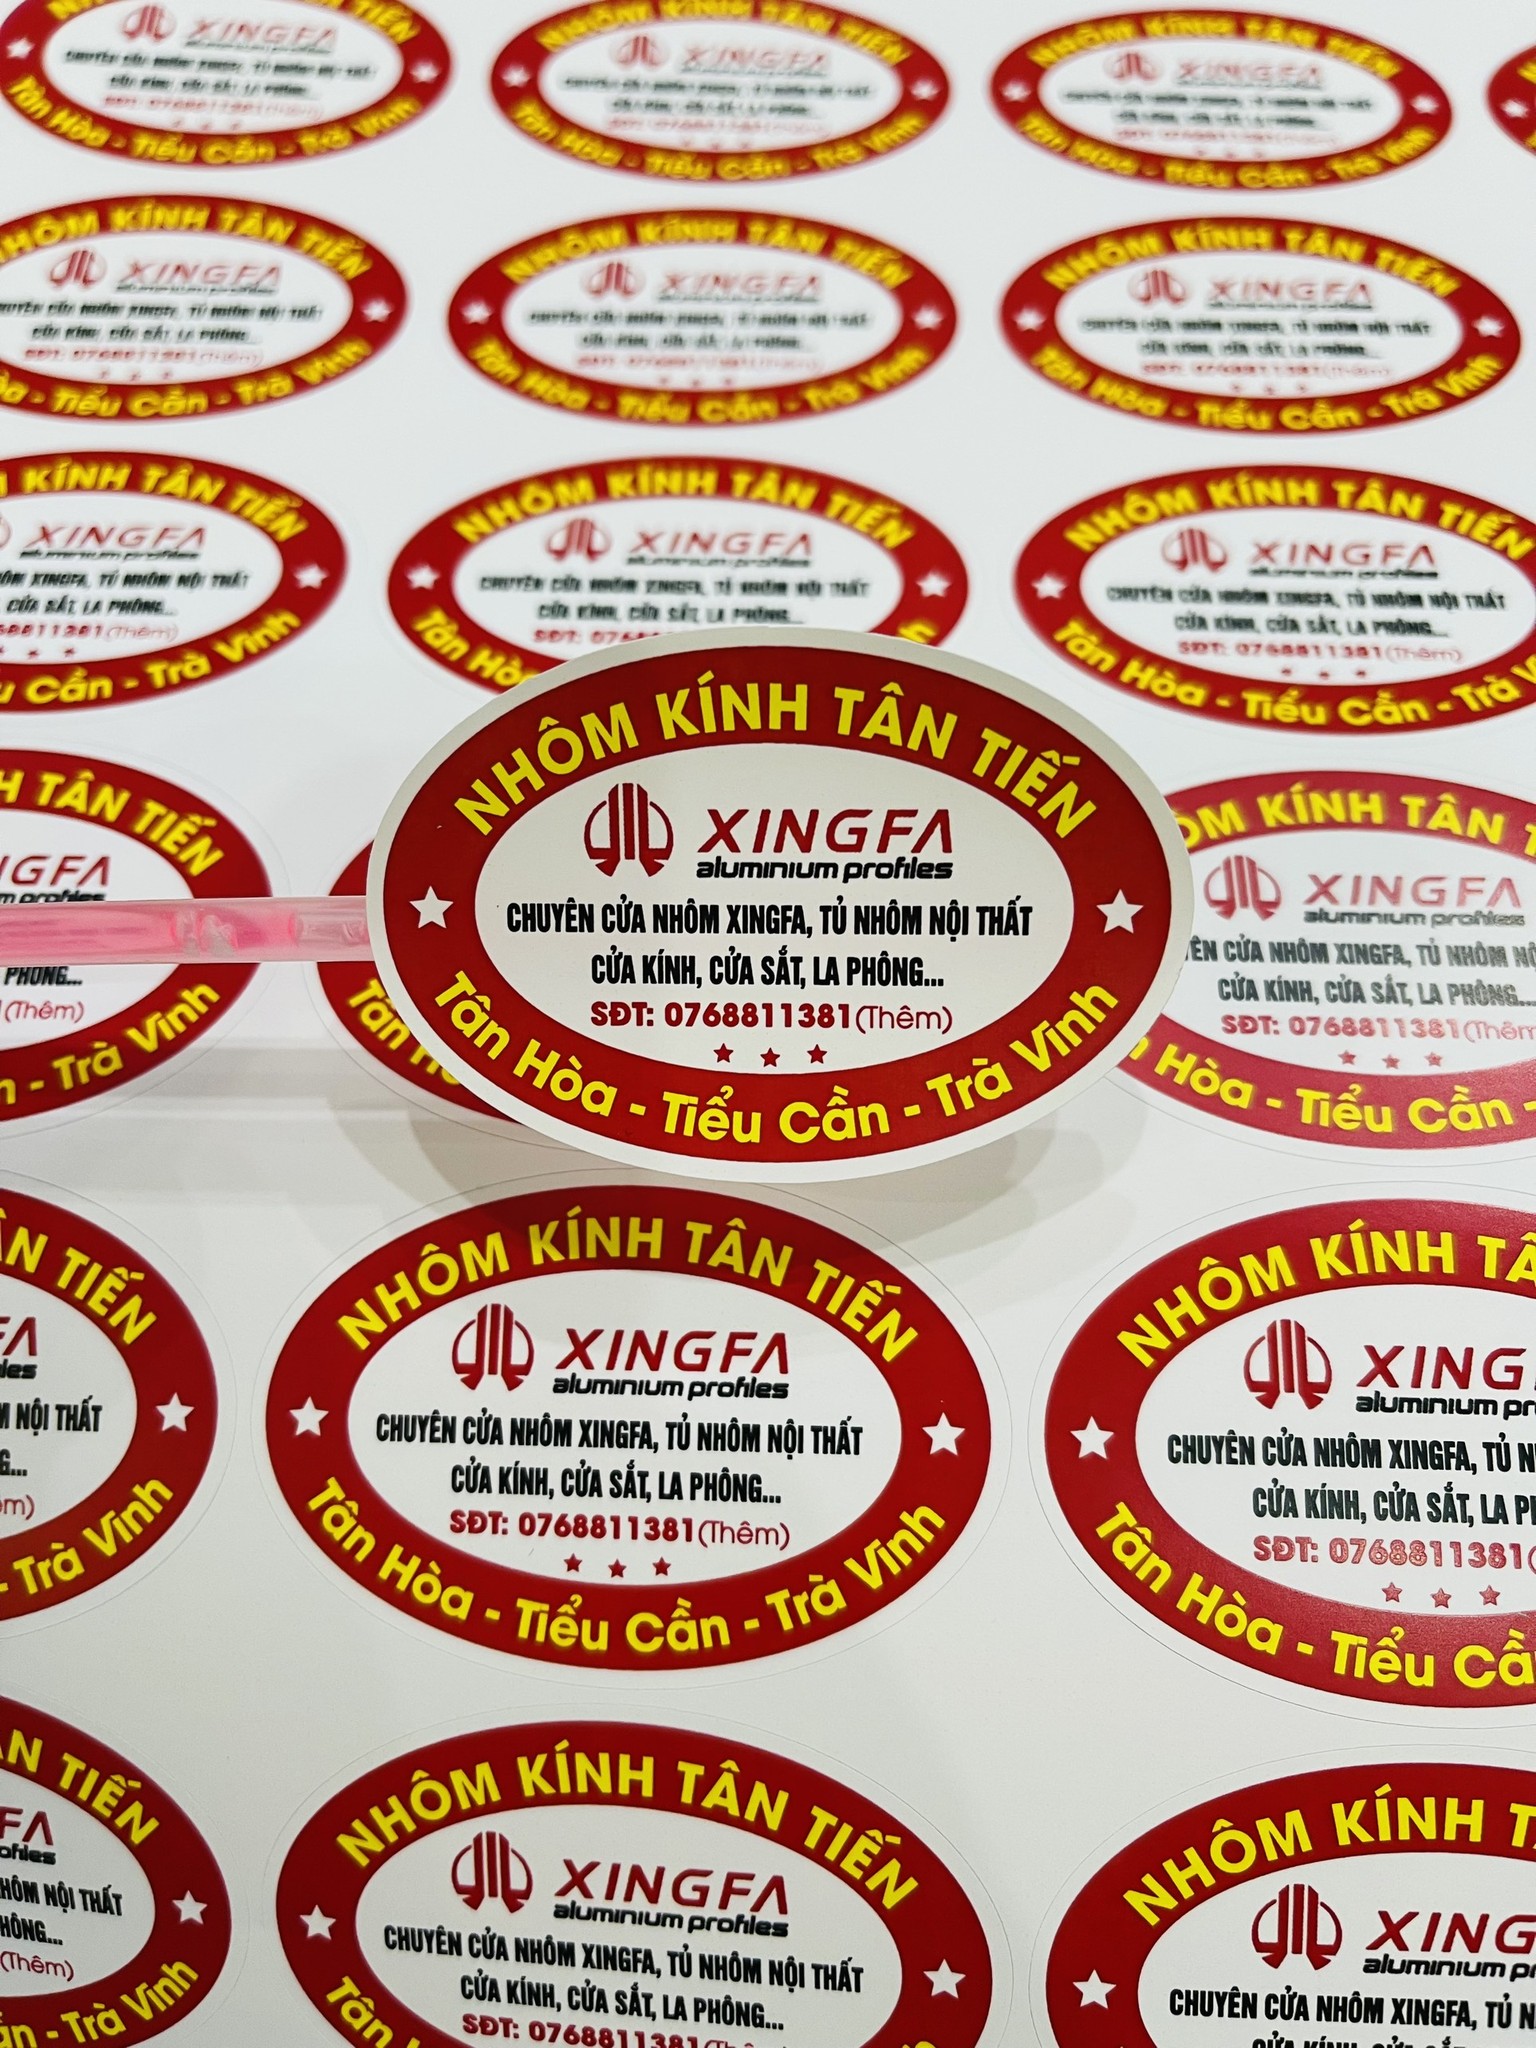 NHÔM KÍNH TÂN TIẾN
XINGFA
aluminium profiles
CHUYÊN CỬA NHÔM XINGFA, TỦ NHÔM NỘI THẤT
CỬA KÍNH, CỬA SẮT, LA PHÔNG...
SĐT: 0768811381(Thêm)
Tân Hòa - Tiểu Cần - Trà Vinh